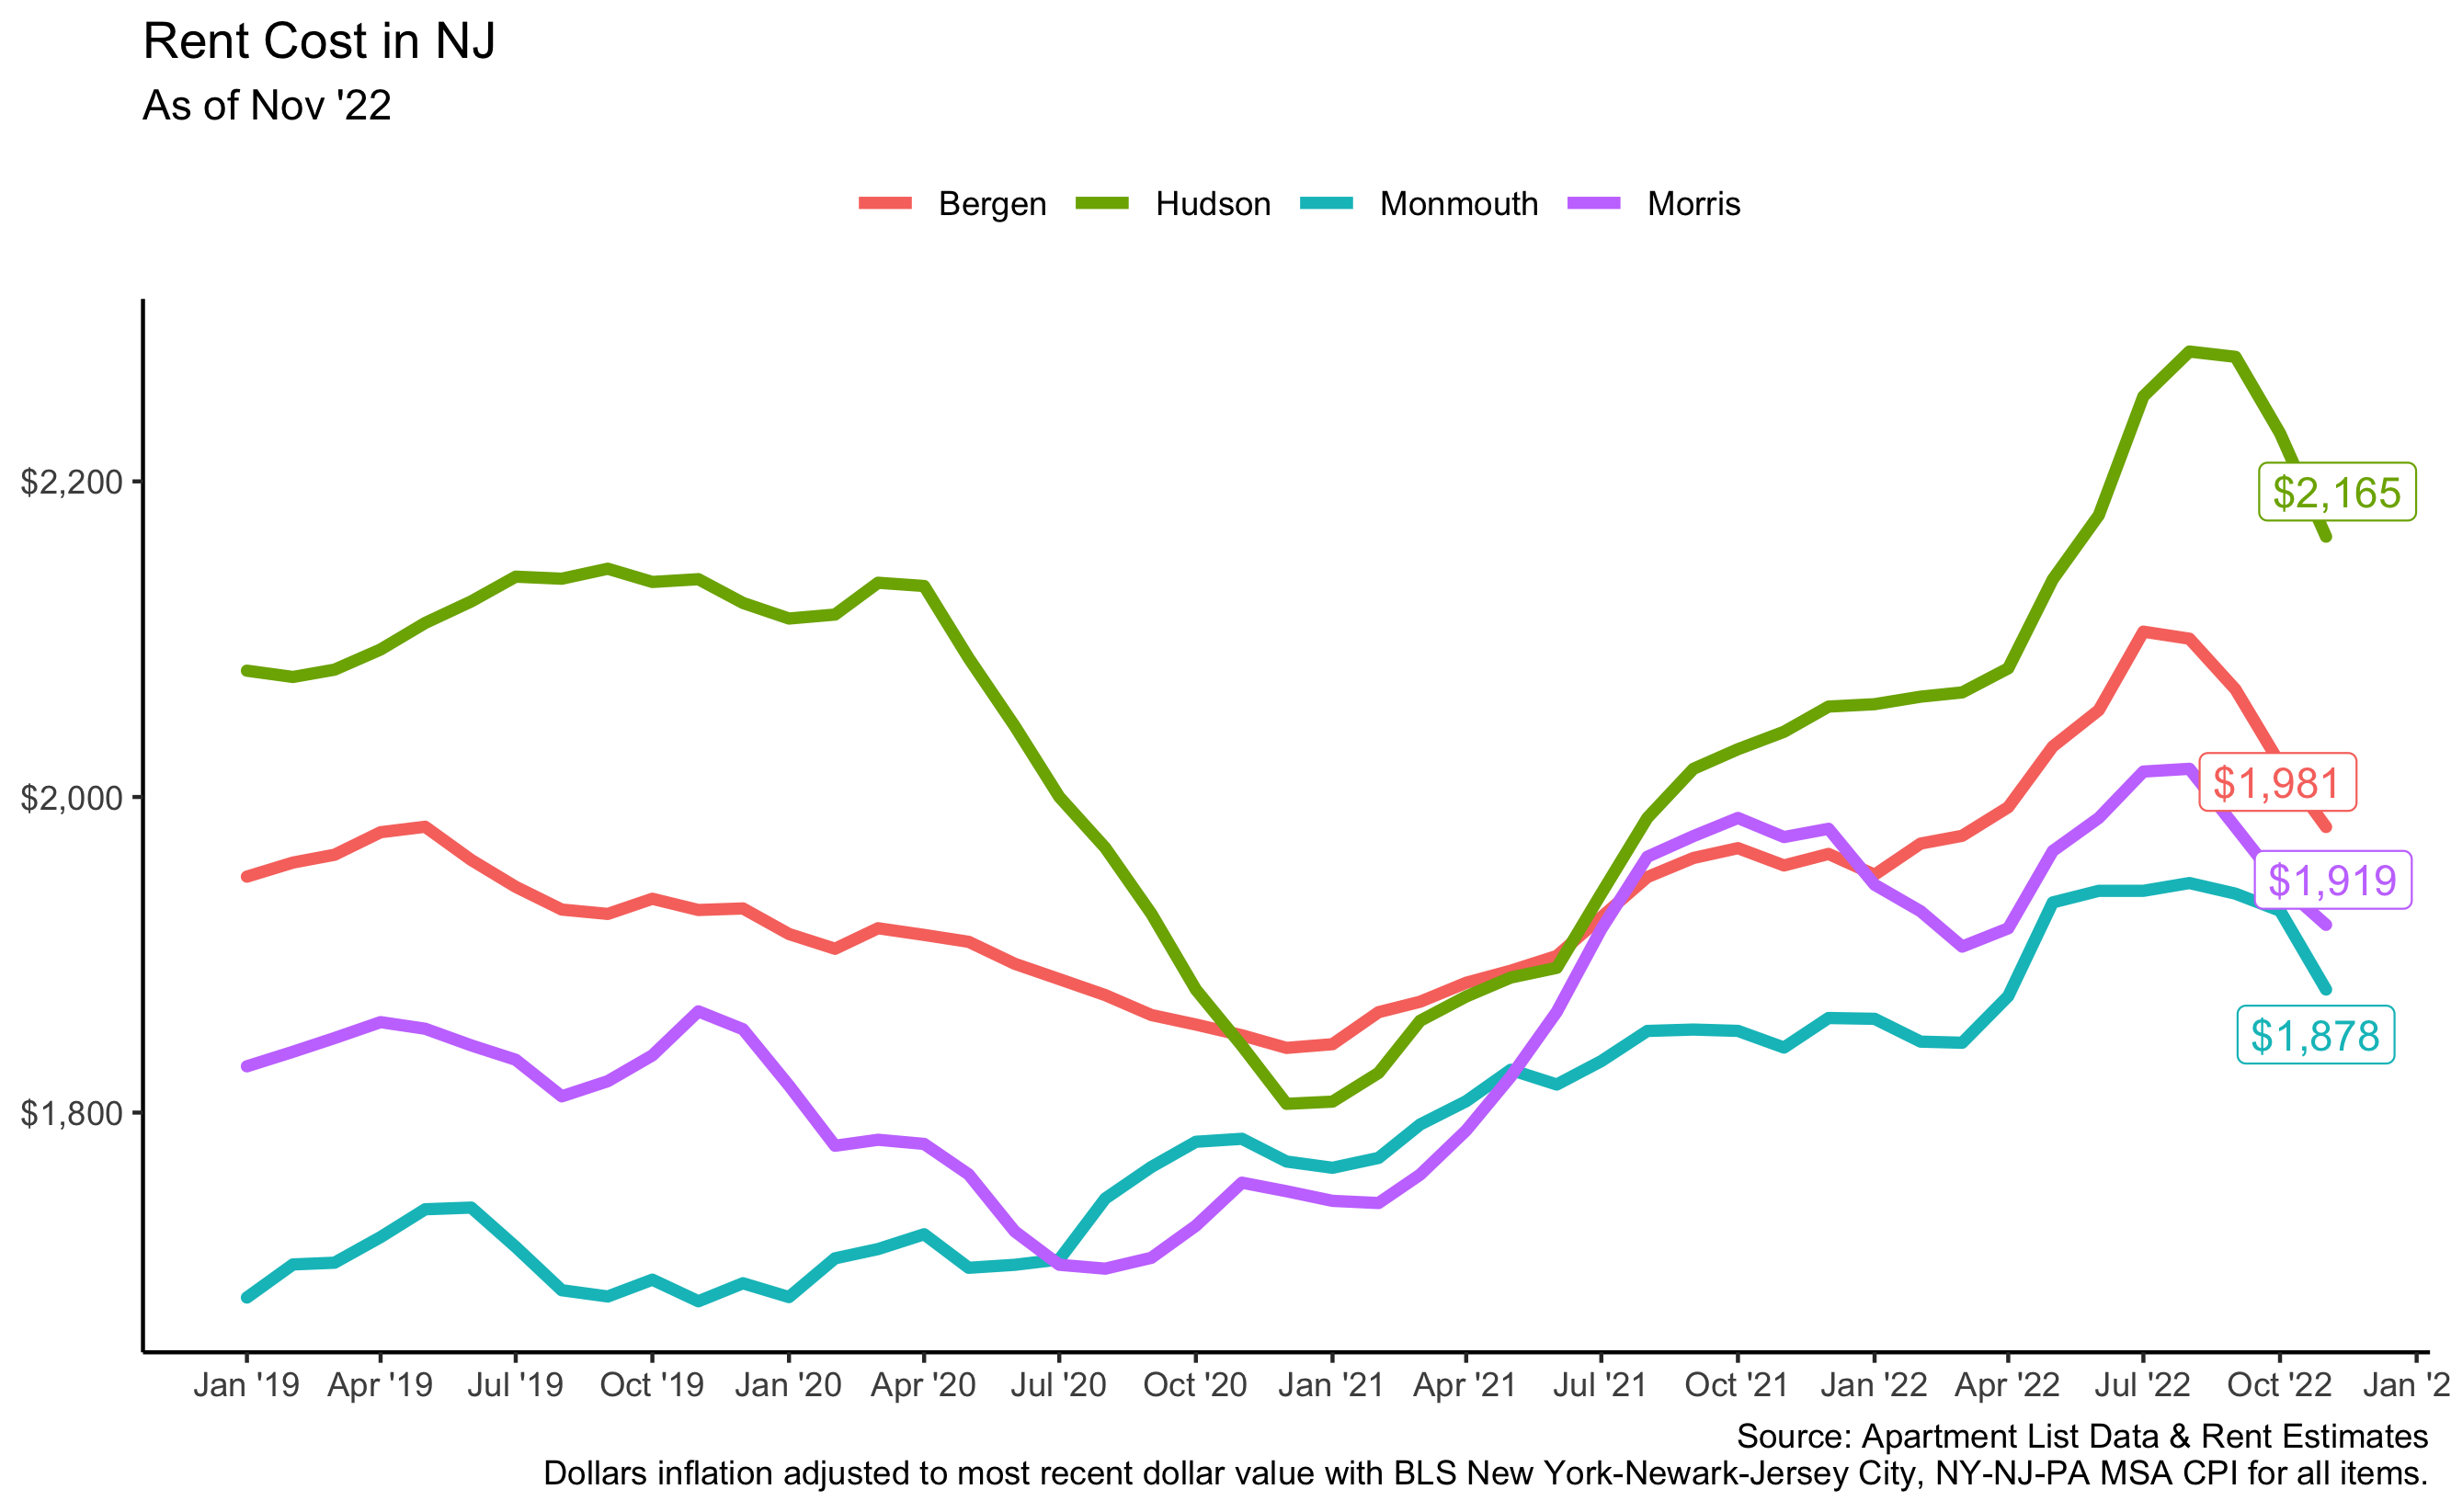 Rent Cost in NJ
As of Nov '22
Bergen Hudson Monmouth Morris
$2,200
$2,000
$1,800
$2,165
$1,981
$1,919
$1,878
Jan '19 Apr '19 Jul '19 Oct '19 Jan '20 Apr '20 Jul '20 Oct '20 Jan '21 Apr '21 Jul '21 Oct '21 Jan '22 Apr '22 Jul '22 Oct '22 Jan '2
Source: Apartment List Data & Rent Estimates
Dollars inflation adjusted to most recent dollar value with BLS New York-Newark-Jersey City, NY-NJ-PA MSA CPI for all items.